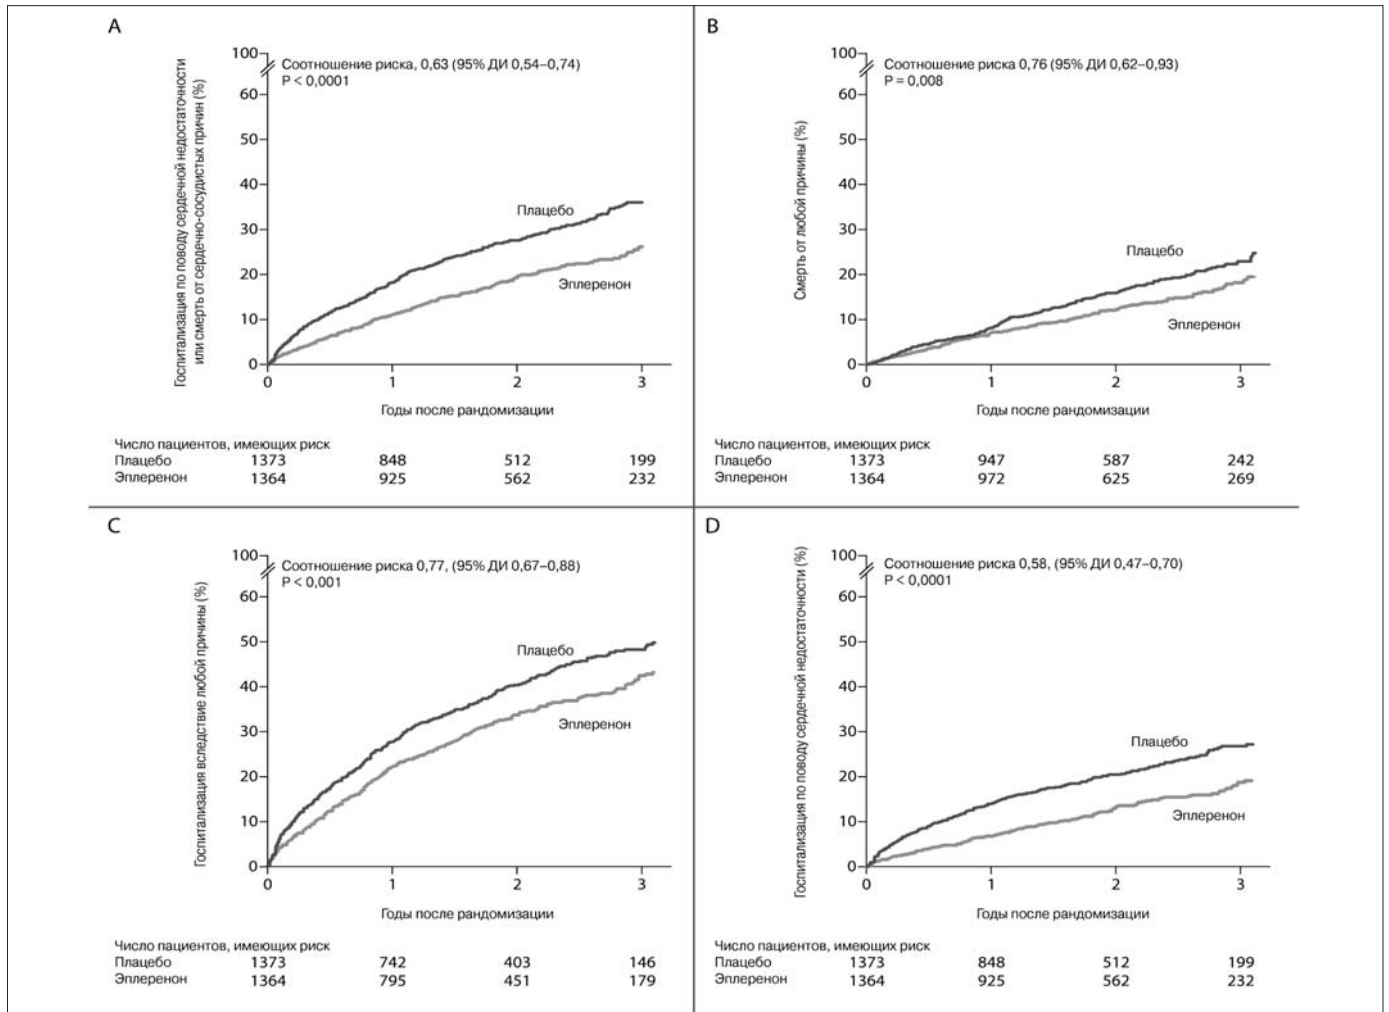 A
Госпитализация по поводу сердечной недостаточности
или смерть от сердечно-сосудистых причин (%)
100
60
50
40
30
20
10
0
Соотношение риска, 0,63 (95% ДИ 0,54–0,74)
P < 0,0001
Плацебо
Эплеренон
0 1 2 3
Годы после рандомизации
Число пациентов, имеющих риск
Плацебо 1373 848 512 199
Эплеренон 1364 925 562 232
B
Смерть от любой причины (%)
100
60
50
40
30
20
10
0
Соотношение риска 0,76 (95% ДИ 0,62–0,93)
P = 0,008
Плацебо
Эплеренон
0 1 2 3
Годы после рандомизации
Число пациентов, имеющих риск
Плацебо 1373 947 587 242
Эплеренон 1364 972 625 269
C
Госпитализация вследствие любой причины (%)
100
60
50
40
30
20
10
0
Соотношение риска 0,77, (95% ДИ 0,67–0,88)
P < 0,001
Плацебо
Эплеренон
0 1 2 3
Годы после рандомизации
Число пациентов, имеющих риск
Плацебо 1373 742 403 146
Эплеренон 1364 795 451 179
D
Госпитализация по поводу сердечной недостаточности (%)
100
60
50
40
30
20
10
0
Соотношение риска 0,58, (95% ДИ 0,47–0,70)
P < 0,0001
Плацебо
Эплеренон
0 1 2 3
Годы после рандомизации
Число пациентов, имеющих риск
Плацебо 1373 848 512 199
Эплеренон 1364 925 562 232